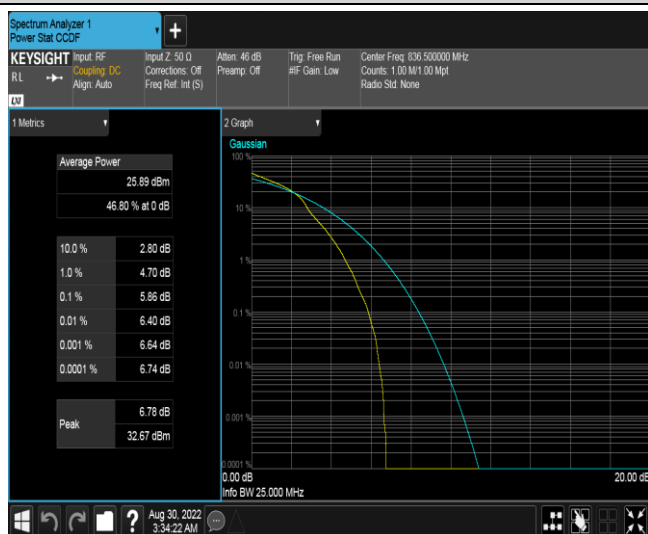 Spectrum Analyzer 1
Power Stat CCDF
+
KEYSIGHT
RL
LXI
Input: RF
Coupling: DC
Align: Auto
Input Z: 50 Ω
Corrections: Off
Freq Ref: Int (S)
Atten: 46 dB
Preamp: Off
Trig: Free Run
#IF Gain: Low
Center Freq: 836.500000 MHz
Counts: 1.00 M/1.00 Mpt
Radio Std: None
1 Metrics
Average Power
25.89 dBm
46.80 % at 0 dB
10.0 % 2.80 dB
1.0 % 4.70 dB
0.1 % 5.86 dB
0.01 % 6.40 dB
0.001 % 6.64 dB
0.0001 % 6.74 dB
Peak
6.78 dB
32.67 dBm
2 Graph
Gaussian
100 %
10 %
1 %
0.1 %
0.01 %
0.001 %
0.0001 %
0.00 dB
20.00 dB
Info BW 25.000 MHz
?
Aug 30, 2022
3:34:22 AM